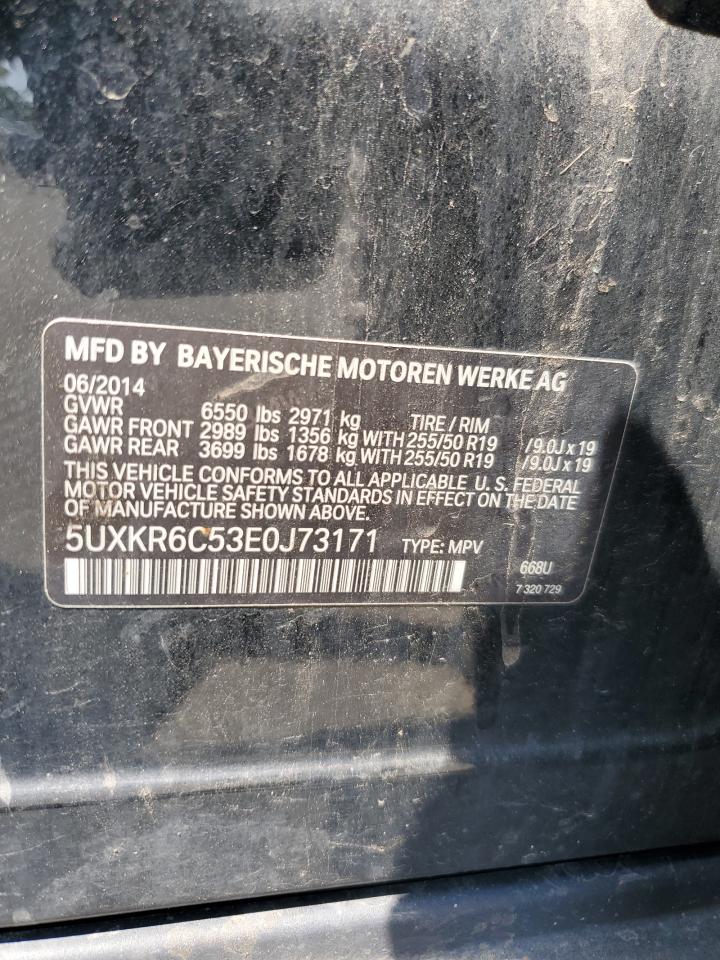 MFD BY BAYERISCHE MOTOREN WERKE AG
06/2014
GVWR 6550 lbs 2971 kg TIRE / RIM
GAWR FRONT 2989 lbs 1356 kg WITH 255/50 R19 /9.0J x 19
GAWR REAR 3699 lbs 1678 kg WITH 255/50 R19 /9.0J x 19
THIS VEHICLE CONFORMS TO ALL APPLICABLE U. S. FEDERAL
MOTOR VEHICLE SAFETY STANDARDS IN EFFECT ON THE DATE
OF MANUFACTURE SHOWN ABOVE.
5UXKR6C53E0J73171 TYPE: MPV
668U
7 320 729